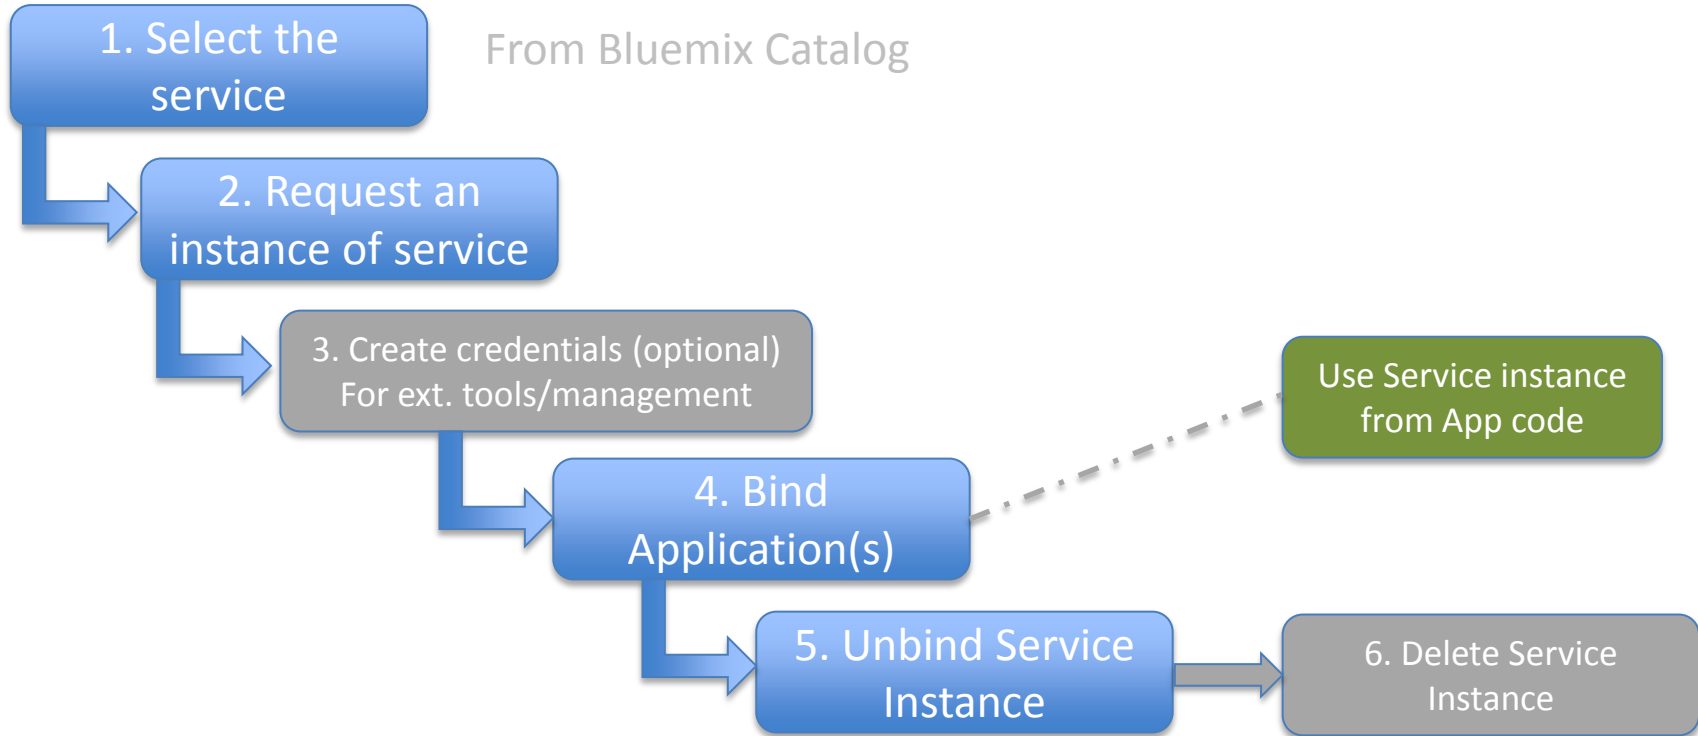 1. Select the
service
From Bluemix Catalog
2. Request an
instance of service
3. Create credentials (optional)
For ext. tools/management
Use Service instance
from App code
4. Bind
Application(s)
5. Unbind Service
Instance
6. Delete Service
Instance